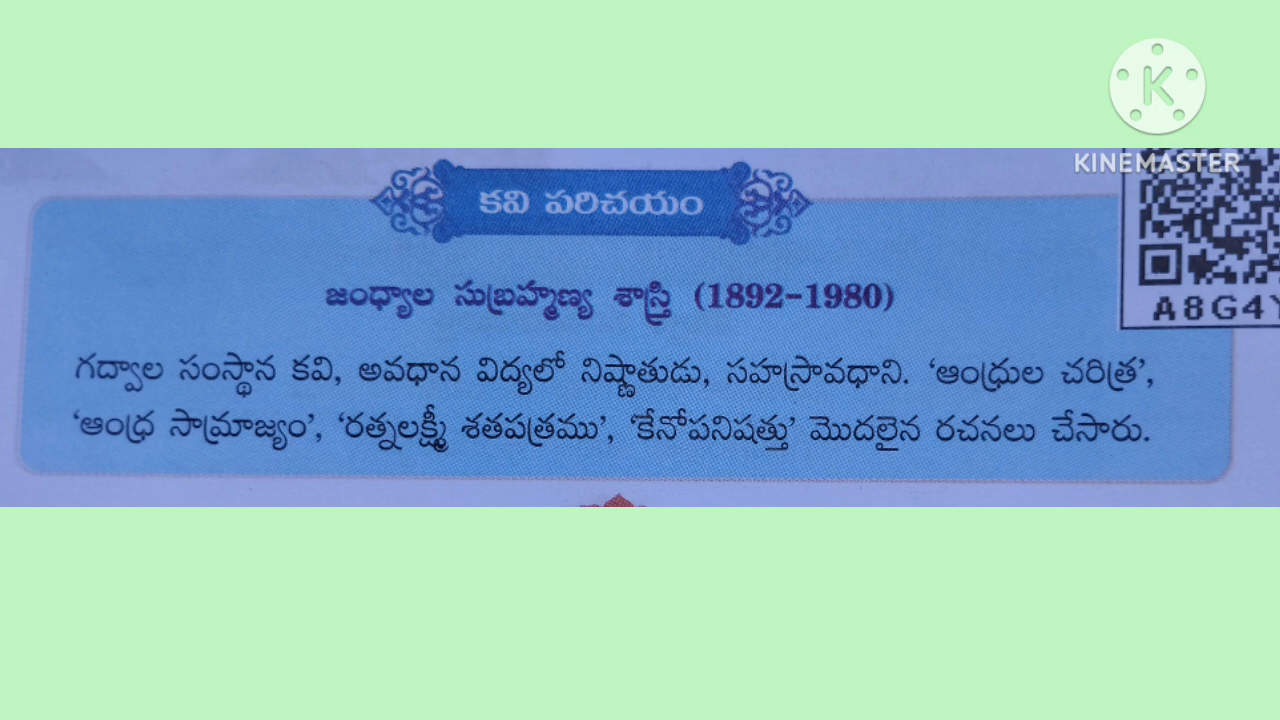 KINEMASTER
కవి పరిచయం
జంధ్యాల సుబ్రహ్మణ్య శాస్త్రి (1892-1980)
గద్వాల సంస్థాన కవి, అవధాన విద్యలో నిష్ణాతుడు, సహస్రావధాని. ‘ఆంధ్రుల చరిత్ర’,
‘ఆంధ్ర సామ్రాజ్యం’, ‘రత్నలక్ష్మీ శతపత్రము’, ‘కేనోపనిషత్తు’ మొదలైన రచనలు చేసారు.